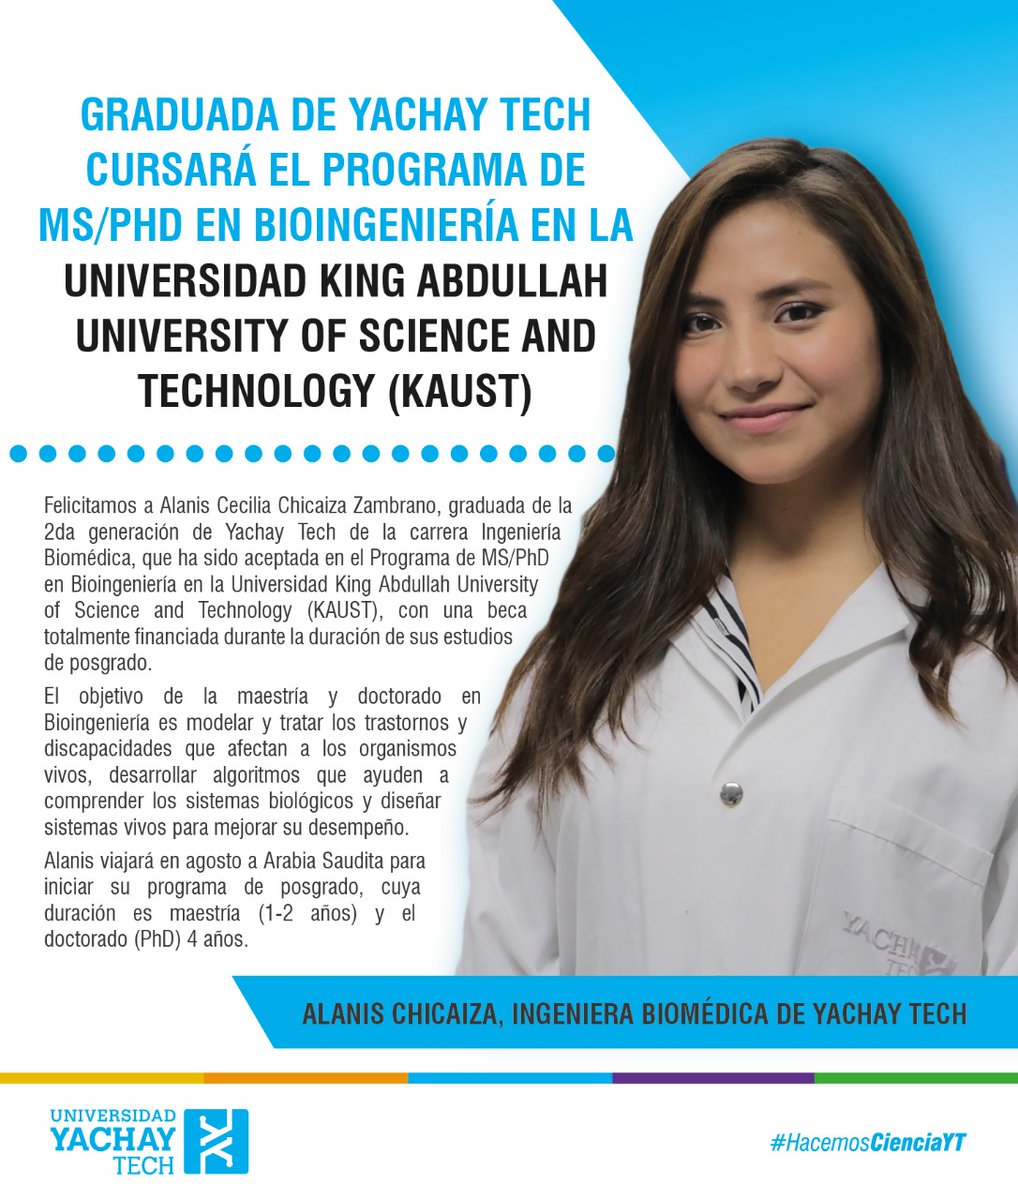 GRADUADA DE YACHAY TECH
CURSARÁ EL PROGRAMA DE
MS/PHD EN BIOINGENIERÍA EN LA
UNIVERSIDAD KING ABDULLAH
UNIVERSITY OF SCIENCE AND
TECHNOLOGY (KAUST)
Felicitamos a Alanis Cecilia Chicaiza Zambrano, graduada de la
2da generación de Yachay Tech de la carrera Ingeniería
Biomédica, que ha sido aceptada en el Programa de MS/PhD
en Bioingeniería en la Universidad King Abdullah University
of Science and Technology (KAUST), con una beca
totalmente financiada durante la duración de sus estudios
de posgrado.
El objetivo de la maestría y doctorado en
Bioingeniería es modelar y tratar los trastornos y
discapacidades que afectan a los organismos
vivos, desarrollar algoritmos que ayuden a
comprender los sistemas biológicos y diseñar
sistemas vivos para mejorar su desempeño.
Alanis viajará en agosto a Arabia Saudita para
iniciar su programa de posgrado, cuya
duración es maestría (1-2 años) y el
doctorado (PhD) 4 años.
YACHAY
TECH
ALANIS CHICAIZA, INGENIERA BIOMÉDICA DE YACHAY TECH
UNIVERSIDAD
YACHAY
TECH
#HacemosCienciaYT